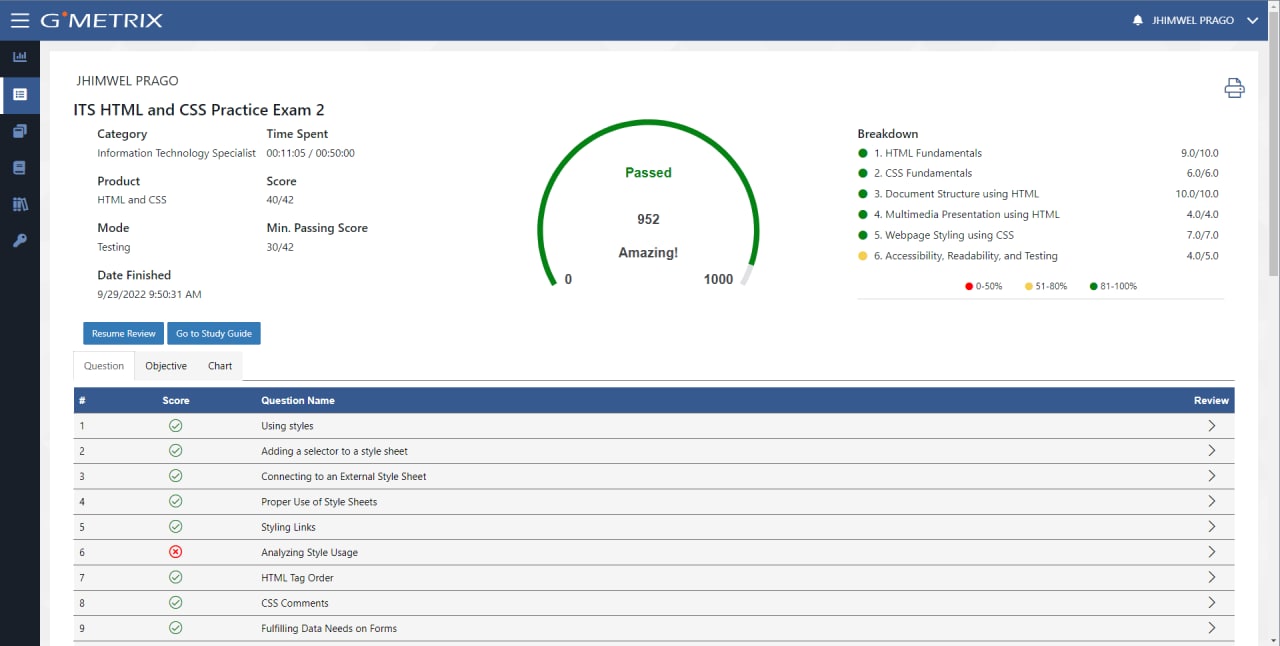 GMETRIX
JHIMWEL PRAGO
JHIMWEL PRAGO
ITS HTML and CSS Practice Exam 2
Category Time Spent
Information Technology Specialist 00:11:05 / 00:50:00
Product Score
HTML and CSS 40/42
Mode Min. Passing Score
Testing 30/42
Date Finished
9/29/2022 9:50:31 AM
Passed
952
Amazing!
0 1000
Breakdown
1. HTML Fundamentals 9.0/10.0
2. CSS Fundamentals 6.0/6.0
3. Document Structure using HTML 10.0/10.0
4. Multimedia Presentation using HTML 4.0/4.0
5. Webpage Styling using CSS 7.0/7.0
6. Accessibility, Readability, and Testing 4.0/5.0
0-50% 51-80% 81-100%
Resume Review Go to Study Guide
Question Objective Chart
# Score Question Name Review
1 Using styles
2 Adding a selector to a style sheet
3 Connecting to an External Style Sheet
4 Proper Use of Style Sheets
5 Styling Links
6 Analyzing Style Usage
7 HTML Tag Order
8 CSS Comments
9 Fulfilling Data Needs on Forms